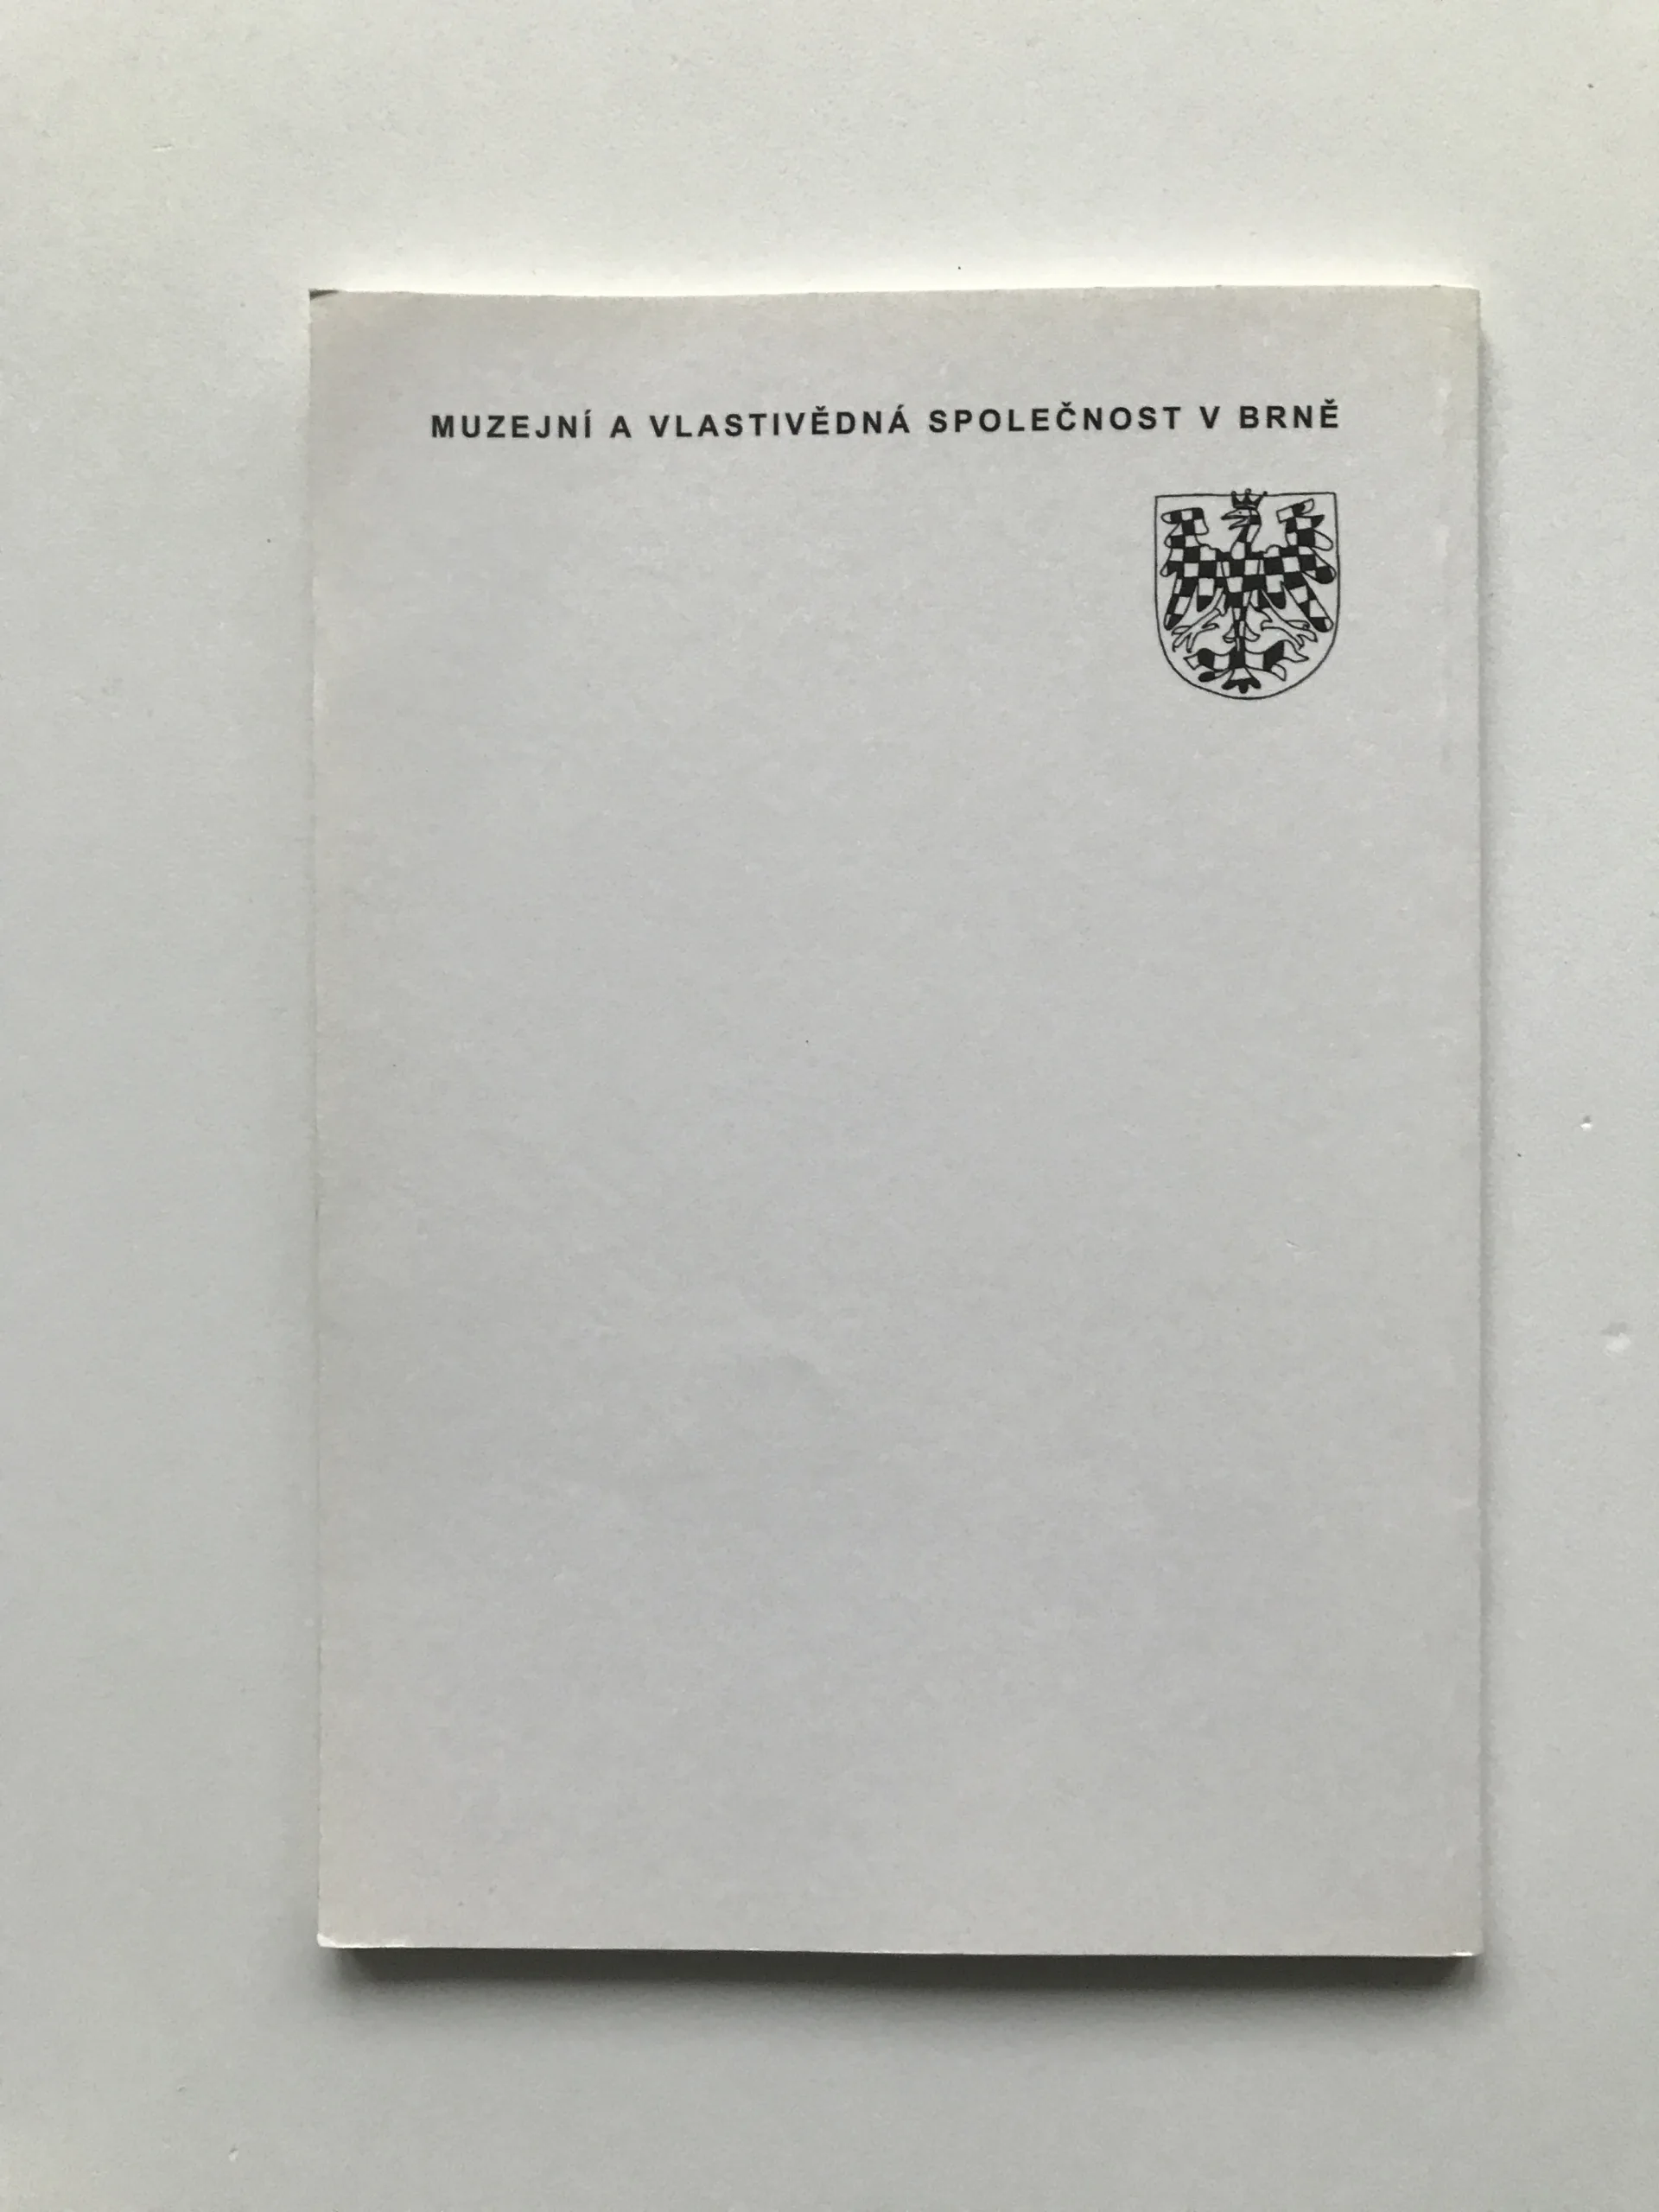 MUZEJNÍ A VLASTIVĚDNÁ SPOLEČNOST V BRNĚ